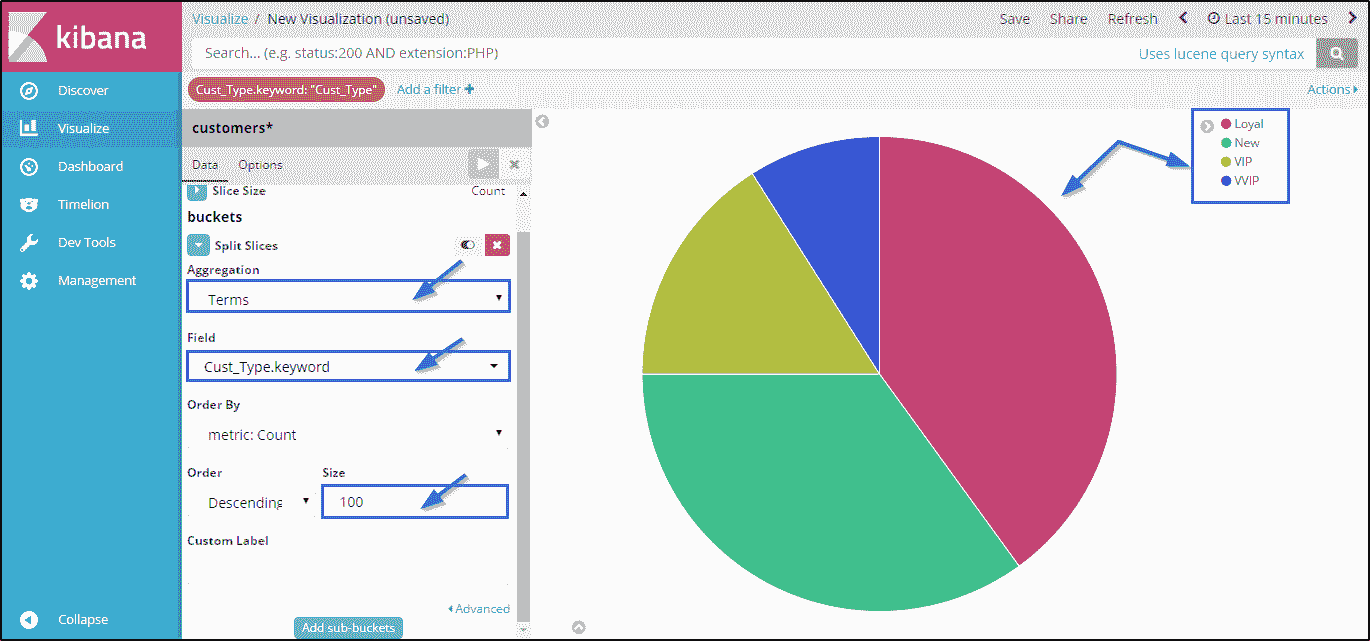 kibana
Visualize / New Visualization (unsaved)
Save Share Refresh Last 15 minutes
Search... (e.g. status:200 AND extension:PHP)
Uses lucene query syntax
Cust_Type.keyword: "Cust_Type"
Add a filter +
Actions
Discover
Visualize
Dashboard
Timelion
Dev Tools
Management
Collapse
customers*
Data Options
Slice Size Count
buckets
Split Slices
Aggregation
Terms
Field
Cust_Type.keyword
Order By
metric: Count
Order Size
Descending 100
Custom Label
Advanced
Add sub-buckets
Loyal
New
VIP
VVIP